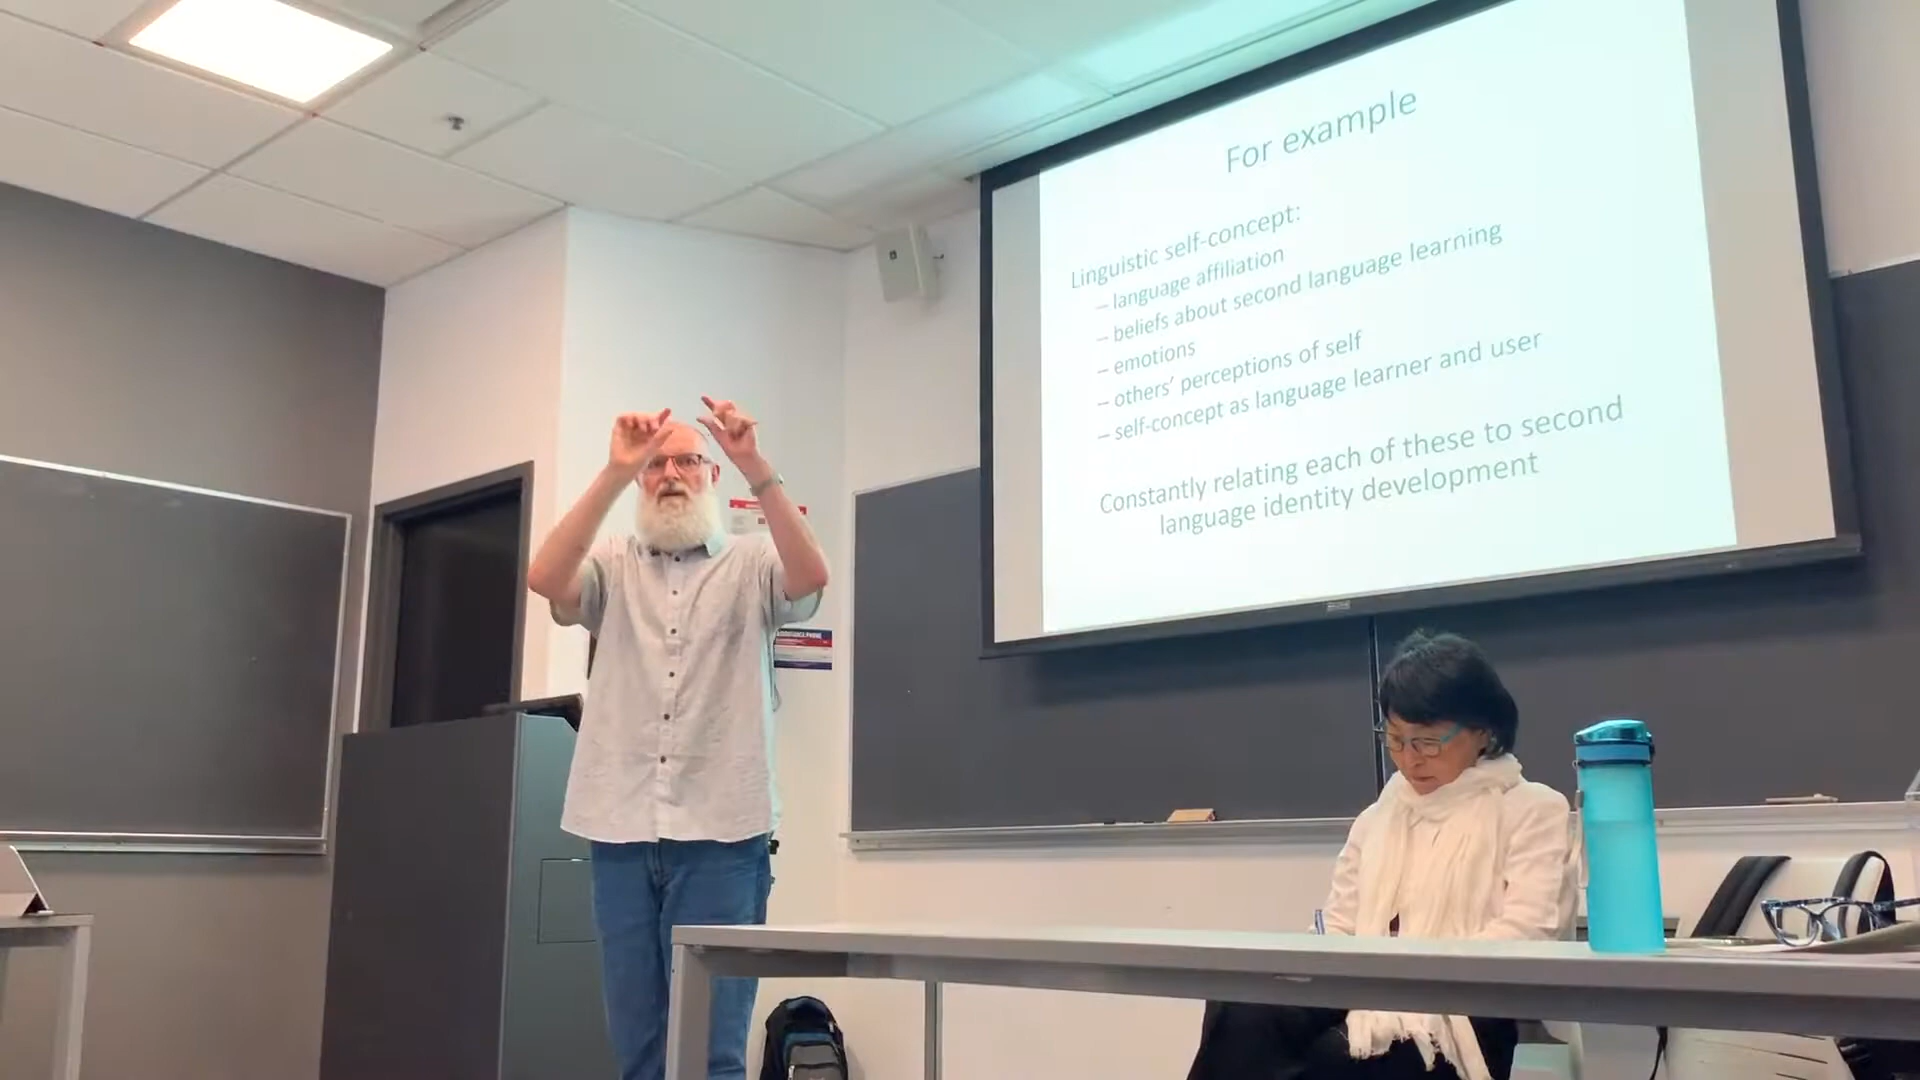 For example
Linguistic self-concept:
– language affiliation
– beliefs about second language learning
– emotions
– others’ perceptions of self
– self-concept as language learner and user
Constantly relating each of these to second
language identity development